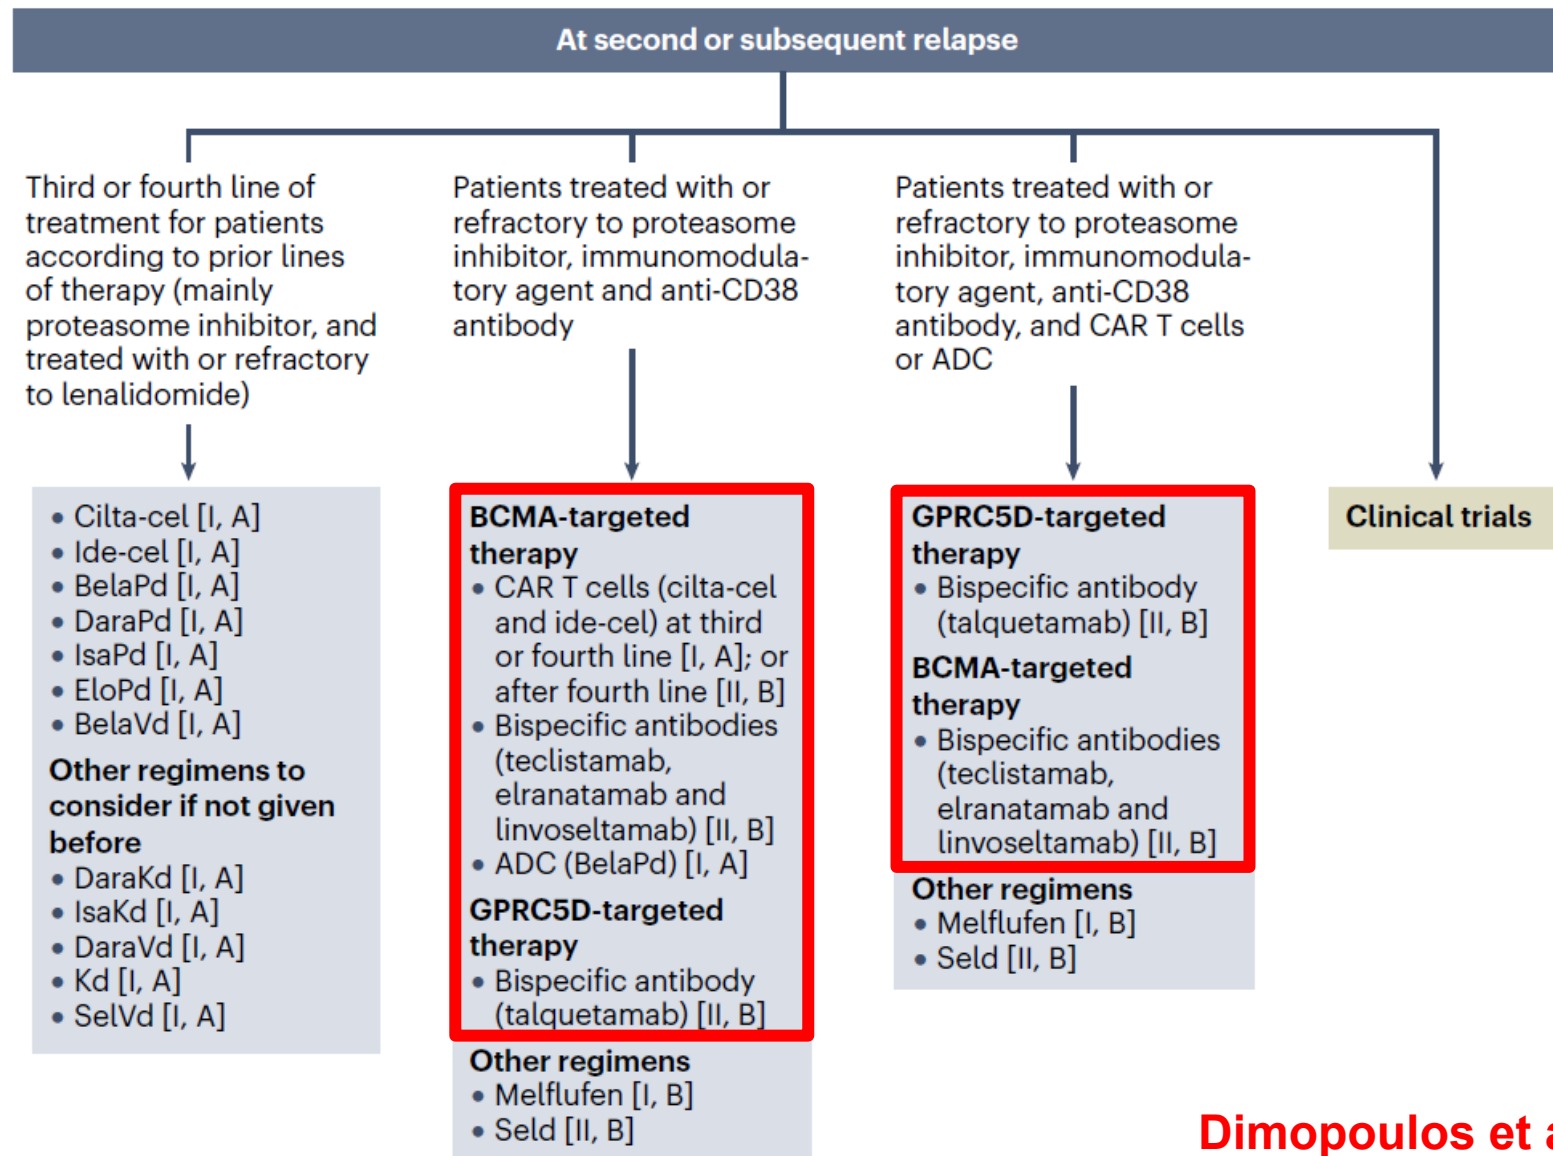 At second or subsequent relapse
Third or fourth line of
treatment for patients
according to prior lines
of therapy (mainly
proteasome inhibitor, and
treated with or refractory
to lenalidomide)
• Cilta-cel [I, A]
• Ide-cel [I, A]
• BelaPd [I, A]
• DaraPd [I, A]
• IsaPd [I, A]
• EloPd [I, A]
• BelaVd [I, A]
Other regimens to
consider if not given
before
• DaraKd [I, A]
• IsaKd [I, A]
• DaraVd [I, A]
• Kd [I, A]
• SelVd [I, A]
Patients treated with or
refractory to proteasome
inhibitor, immunomodula-
tory agent and anti-CD38
antibody
BCMA-targeted
therapy
• CAR T cells (cilta-cel
and ide-cel) at third
or fourth line [I, A]; or
after fourth line [II, B]
• Bispecific antibodies
(teclistamab,
elranatamab and
linvoseltamab) [II, B]
• ADC (BelaPd) [I, A]
GPRC5D-targeted
therapy
• Bispecific antibody
(talquetamab) [II, B]
Other regimens
• Melflufen [I, B]
• Seld [II, B]
Patients treated with or
refractory to proteasome
inhibitor, immunomodula-
tory agent, anti-CD38
antibody, and CAR T cells
or ADC
GPRC5D-targeted
therapy
• Bispecific antibody
(talquetamab) [II, B]
BCMA-targeted
therapy
• Bispecific antibodies
(teclistamab,
elranatamab and
linvoseltamab) [II, B]
Other regimens
• Melflufen [I, B]
• Seld [II, B]
Clinical trials
Dimopoulos et